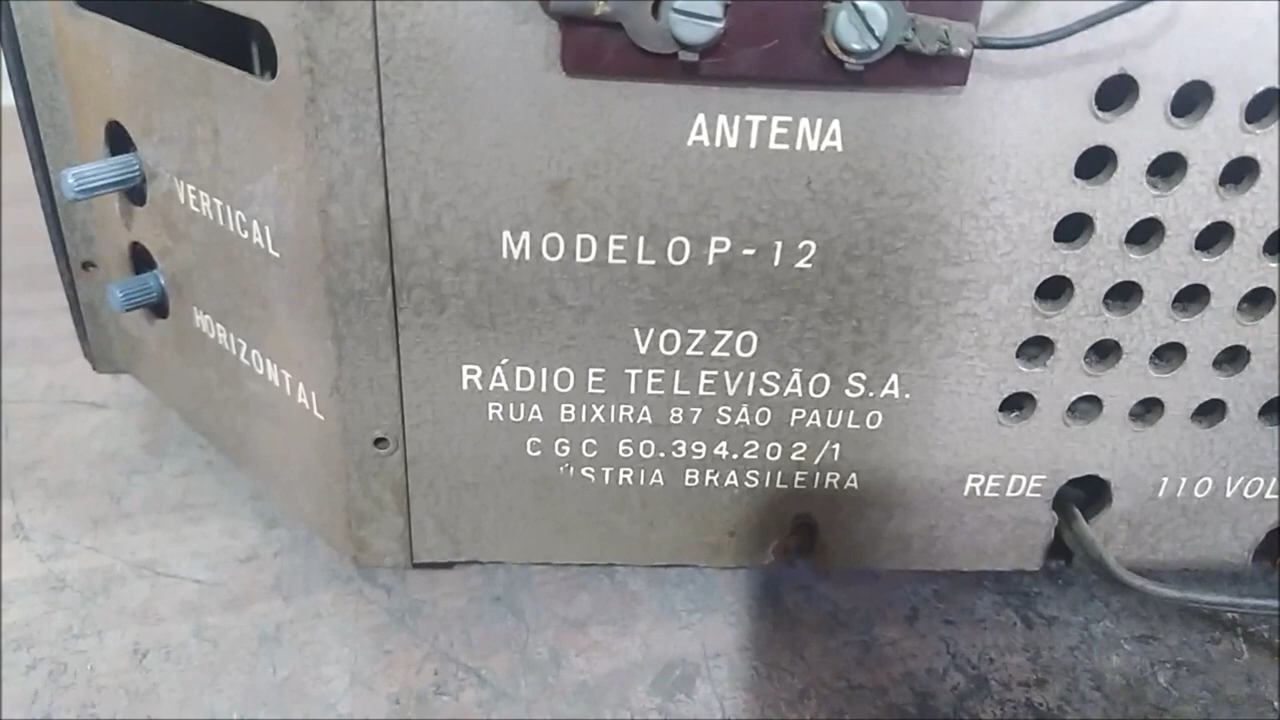 ANTENA
VERTICAL
MODELO P-12
HORIZONTAL
VOZZO
RÁDIO E TELEVISÃO S.A.
RUA BIXIRA 87 SÃO PAULO
CGC 60.394.202/1
ÚSTRIA BRASILEIRA
REDE 110 VOL